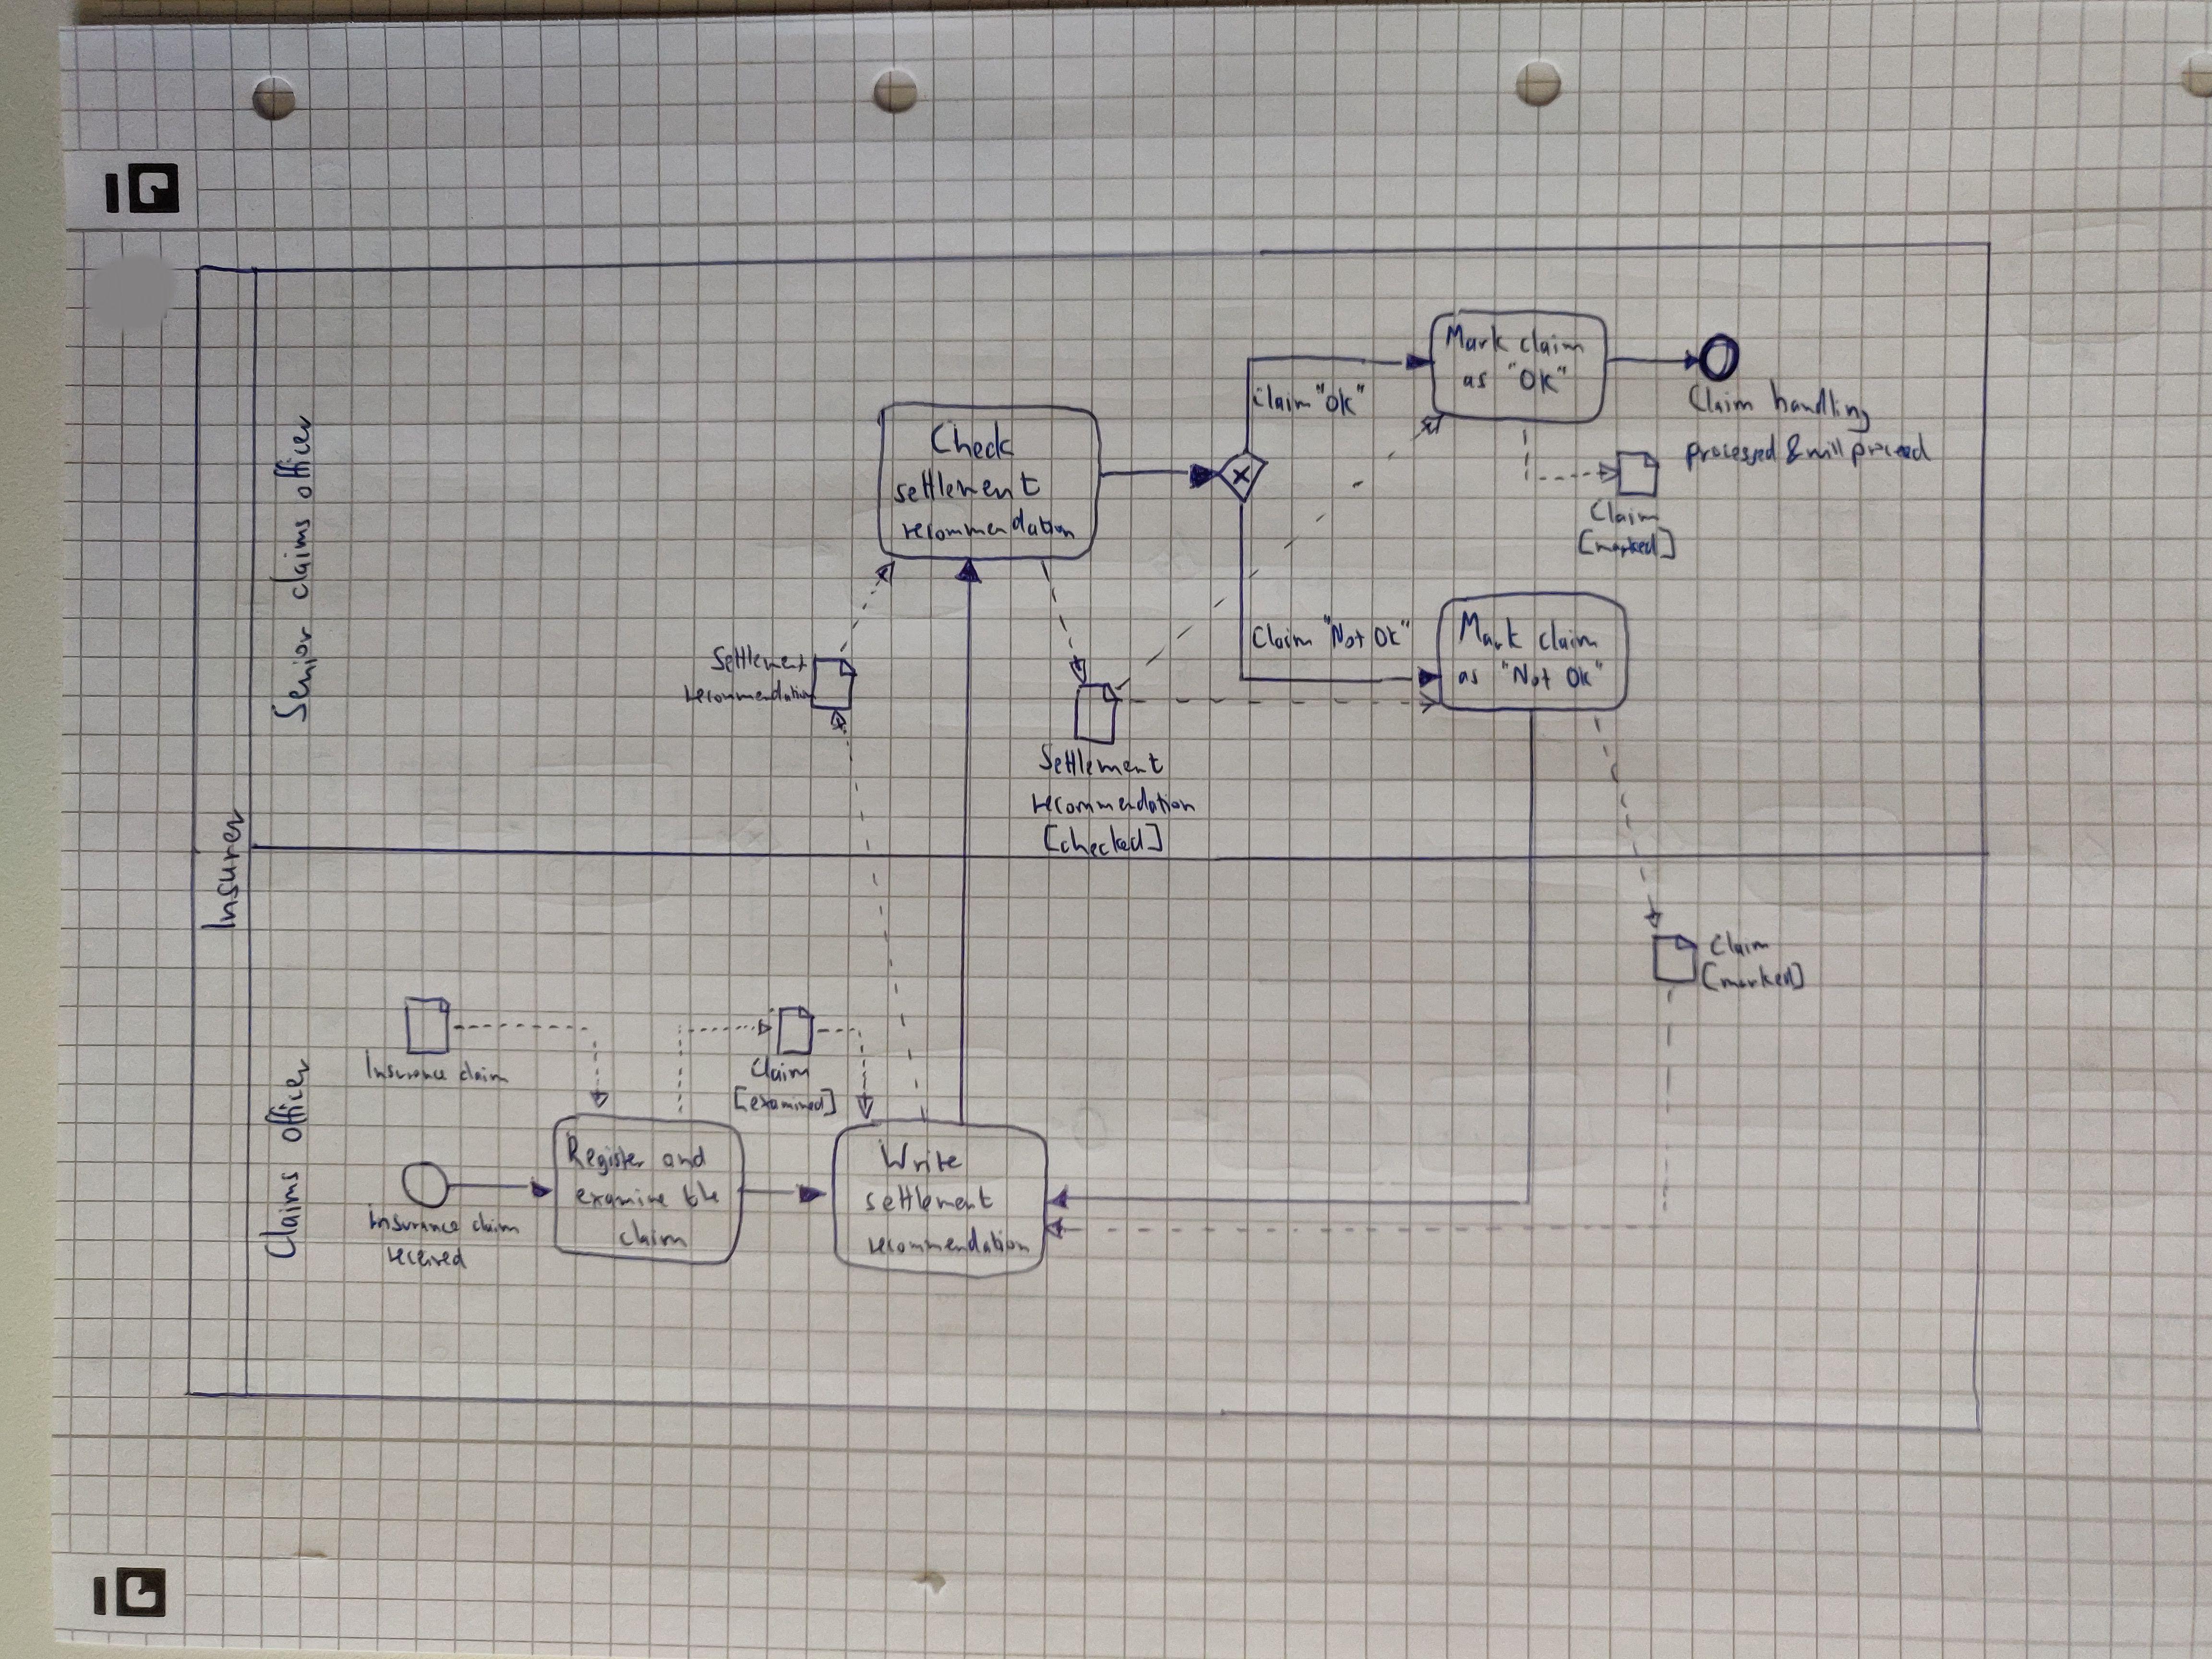 Insurer
Senior claims officer
Claims officer
Check
settlement
recommendation
Claim "OK"
Mark claim
as "OK"
Claim handling
processed & will proceed
Claim
[marked]
Claim "Not OK"
Mark claim
as "Not OK"
Settlement
recommendation
Settlement
recommendation
[checked]
Claim
[marked]
Insurance claim
Claim
[examined]
Insurance claim
received
Register and
examine the
claim
Write
settlement
recommendation